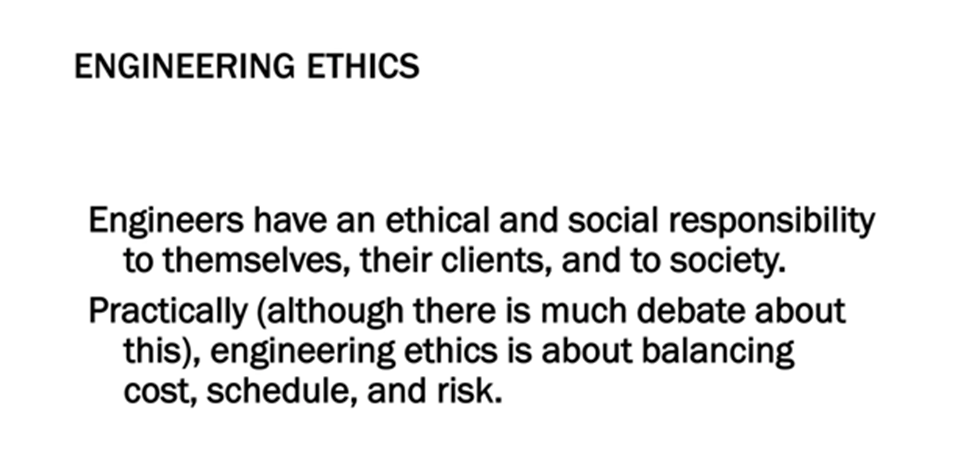 ENGINEERING ETHICS
Engineers have an ethical and social responsibility
to themselves, their clients, and to society.
Practically (although there is much debate about
this), engineering ethics is about balancing
cost, schedule, and risk.